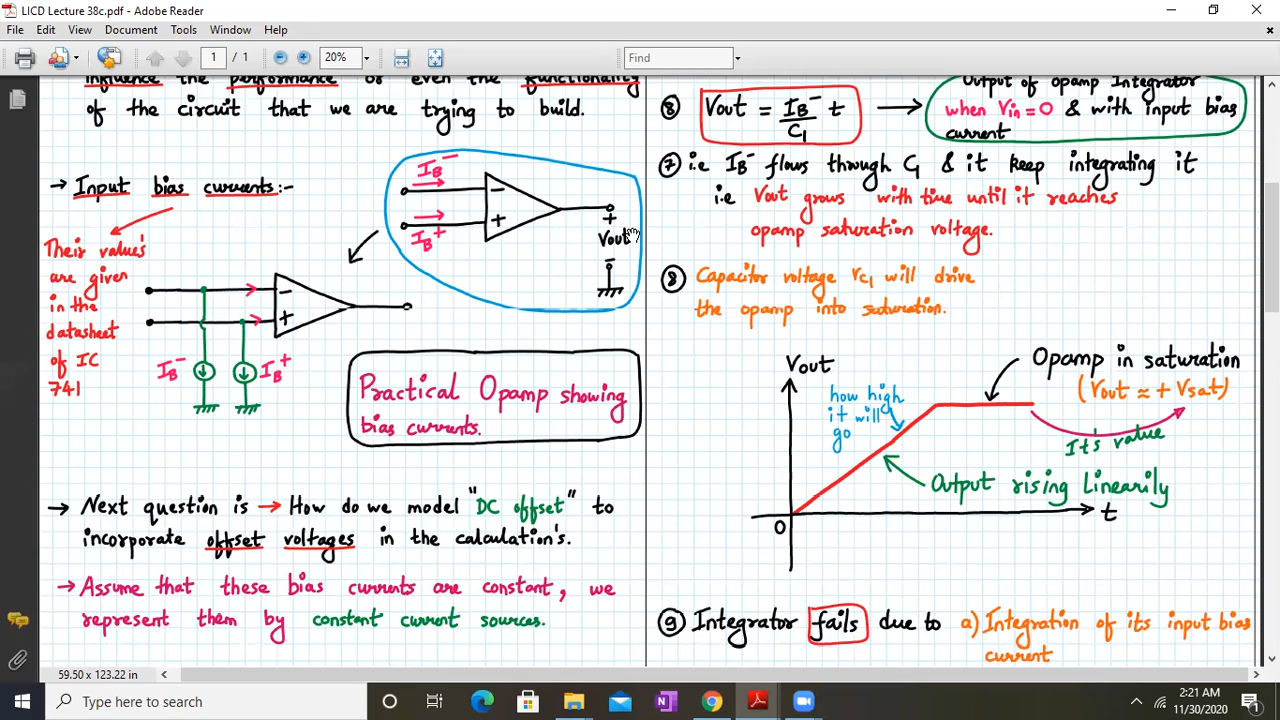 LICD Lecture 38c.pdf - Adobe Reader
File Edit View Document Tools Window Help
1 / 1 20% Find
influence the performance or even the functionality
of the circuit that we are trying to build.
→ Input bias currents:-
Their value's
are given
in the
datasheet
of IC
741
IB-
IB+
- +
+
Vout
-
- +
IB- IB+
Practical Opamp showing
bias currents.
→ Next question is → How do we model "DC offset" to
incorporate offset voltages in the calculation's.
→ Assume that these bias currents are constant, we
represent them by constant current sources.
Output of opamp Integrator
⑥ Vout = IB-/C1 t → when Vin = 0 & with input bias
current
⑦ i.e IB- flows through C1 & it keep integrating it
i.e Vout grows with time until it reaches
opamp saturation voltage.
⑧ Capacitor voltage VC1 will drive
the opamp into saturation.
Vout
how high
it will
go
Opamp in saturation
(Vout ≈ + Vsat)
It's value
Output rising Linearily
0 t
⑨ Integrator fails due to a) Integration of its input bias
current
59.50 x 123.22 in
Type here to search
2:21 AM
11/30/2020
1